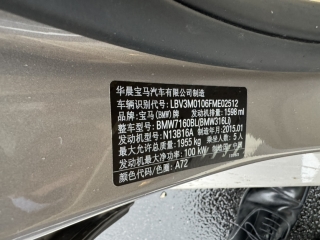 华晨宝马汽车有限公司制造
车辆识别代号: LBV3M0106FME02512
品牌: 宝马(BMW)牌 发动机排量: 1598 ml
整车型号: BMW7160BL(BMW316Li)
发动机型号: N13B16A 制造年月: 2015.01
最大允许总质量: 1955 kg 乘坐人数: 5 人
发动机最大净功率: 100 kW
颜色代码/色圈: A72